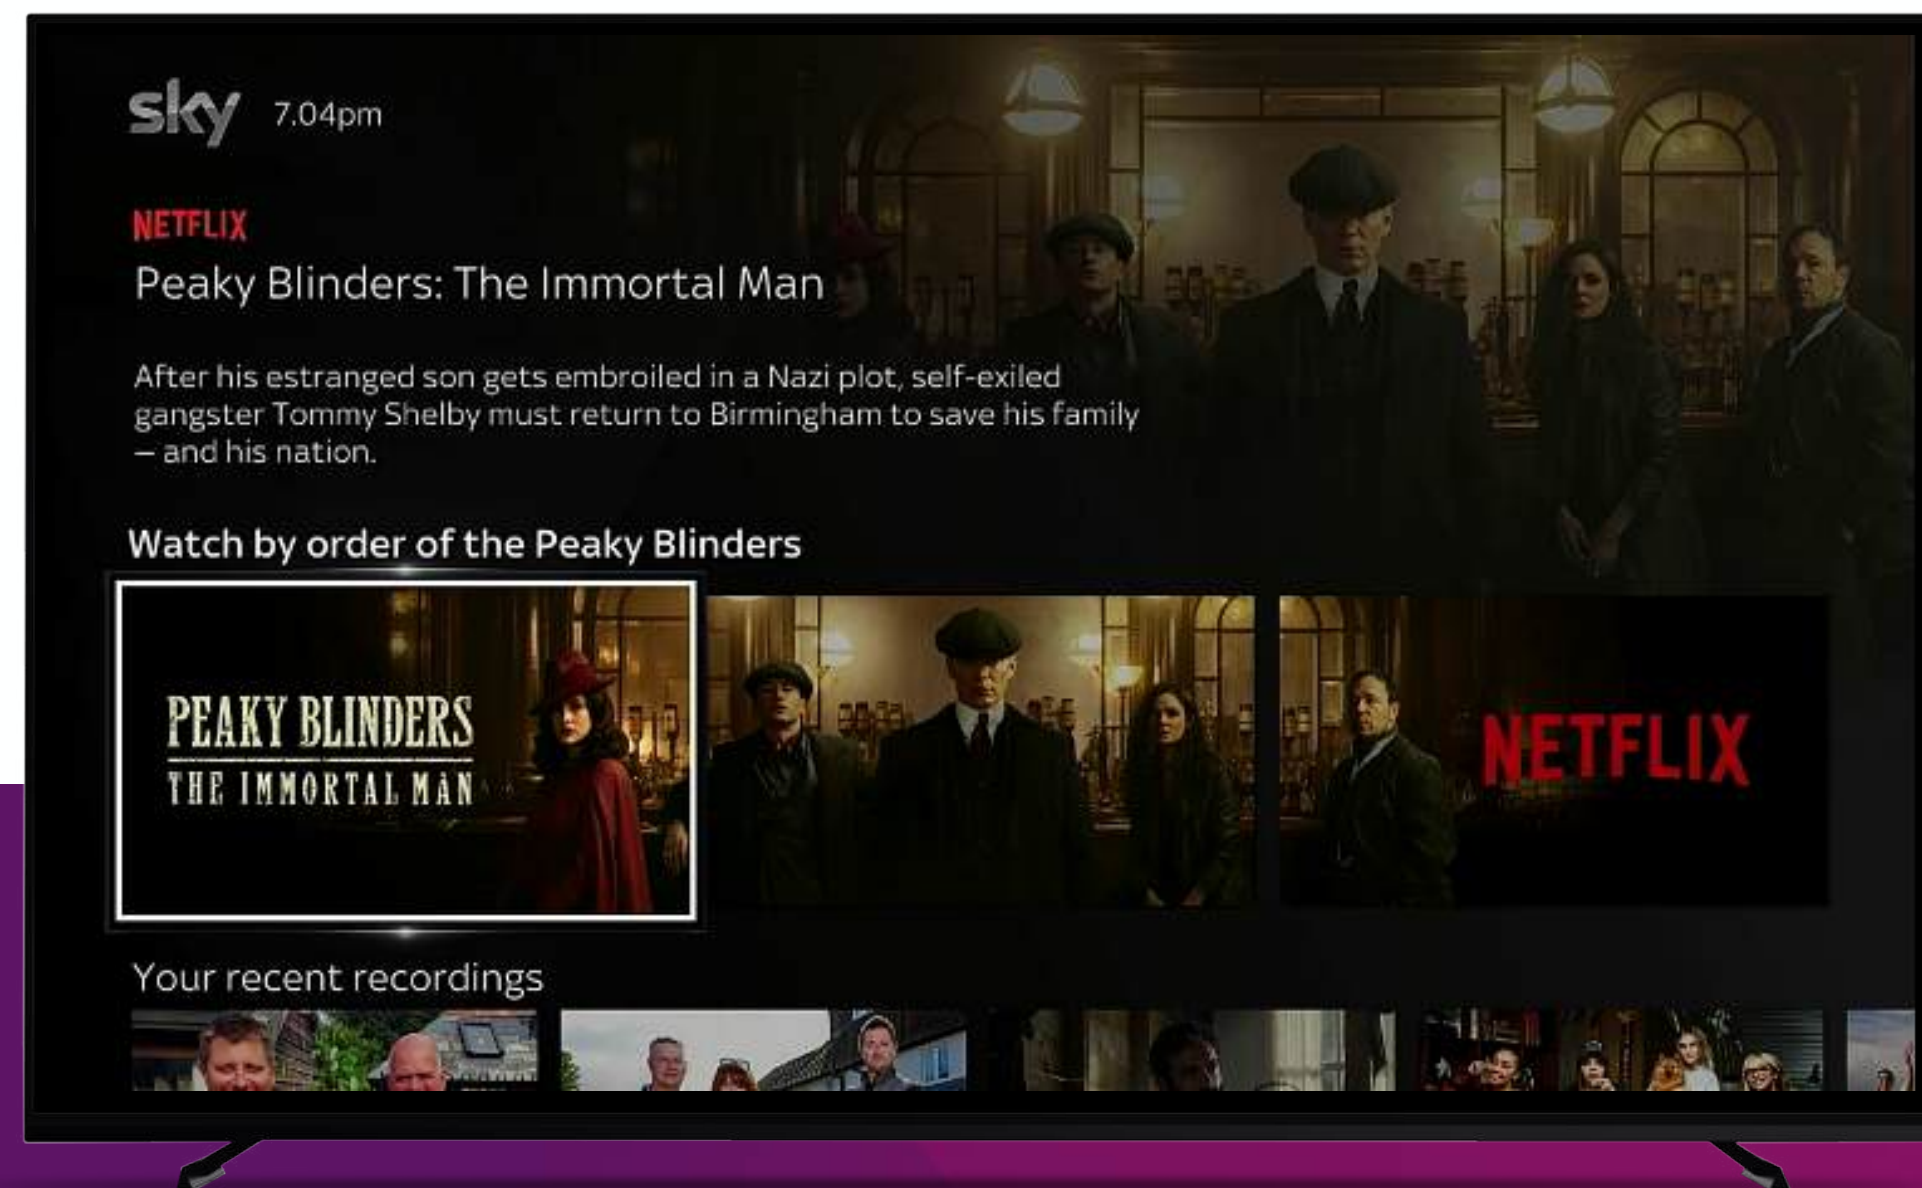 sky 7.04pm
NETFLIX
Peaky Blinders: The Immortal Man
After his estranged son gets embroiled in a Nazi plot, self-exiled
gangster Tommy Shelby must return to Birmingham to save his family
– and his nation.
Watch by order of the Peaky Blinders
PEAKY BLINDERS
THE IMMORTAL MAN
NETFLIX
Your recent recordings